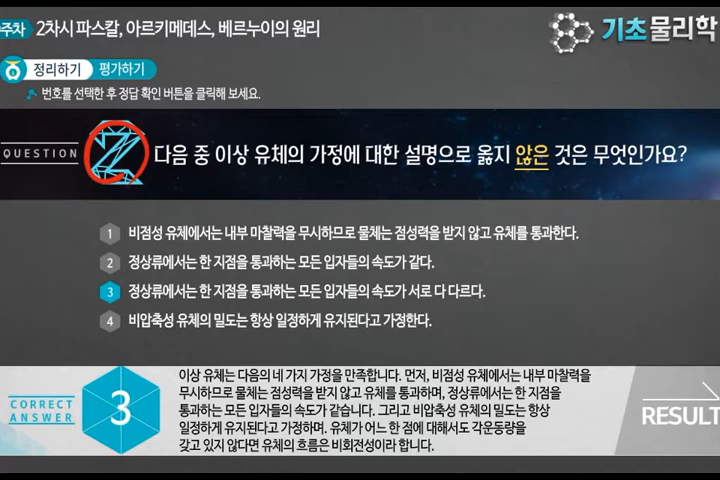 주차 2차시 파스칼, 아르키메데스, 베르누이의 원리
기초물리학
정리하기 평가하기
번호를 선택한 후 정답 확인 버튼을 클릭해 보세요.
QUESTION 2 다음 중 이상 유체의 가정에 대한 설명으로 옳지 않은 것은 무엇인가요?
1 비점성 유체에서는 내부 마찰력을 무시하므로 물체는 점성력을 받지 않고 유체를 통과한다.
2 정상류에서는 한 지점을 통과하는 모든 입자들의 속도가 같다.
3 정상류에서는 한 지점을 통과하는 모든 입자들의 속도가 서로 다 다르다.
4 비압축성 유체의 밀도는 항상 일정하게 유지된다고 가정한다.
CORRECT
ANSWER
3
이상 유체는 다음의 네 가지 가정을 만족합니다. 먼저, 비점성 유체에서는 내부 마찰력을
무시하므로 물체는 점성력을 받지 않고 유체를 통과하며, 정상류에서는 한 지점을
통과하는 모든 입자들의 속도가 같습니다. 그리고 비압축성 유체의 밀도는 항상
일정하게 유지된다고 가정하며, 유체가 어느 한 점에 대해서도 각운동량을
갖고 있지 않다면 유체의 흐름은 비회전성이라 합니다.
RESULT